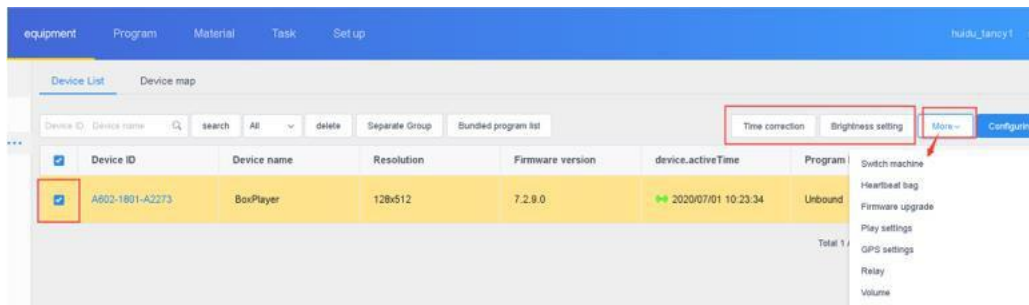 equipment Program Material Task Set up huidu_tancy1
Device List Device map
Device ID, Device name search All delete Separate Group Bundled program list Time correction Brightness setting More Configurin
Device ID Device name Resolution Firmware version device.activeTime Program
A602-1801-A2273 BoxPlayer 128x512 7.2.9.0 2020/07/01 10:23:34 Unbound
Switch machine
Heartbeat bag
Firmware upgrade
Play settings
GPS settings
Total 1
Relay
Volume